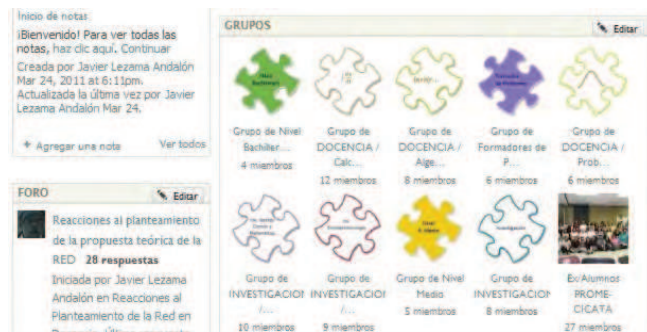 Inicio de notas
¡Bienvenido! Para ver todas las
notas, haz clic aquí. Continuar
Creada por Javier Lezama Andalón
Mar 24, 2011 at 6:11pm.
Actualizada la última vez por Javier
Lezama Andalón Mar 24.
+ Agregar una nota Ver todos
FORO Editar
Reacciones al planteamiento
de la propuesta teórica de la
RED 28 respuestas
Iniciada por Javier Lezama
Andalón en Reacciones al
Planteamiento de la Red en
GRUPOS Editar
Grupo de Nivel
Bachiller...
4 miembros
Grupo de
DOCENCIA /
Calc...
12 miembros
Grupo de
DOCENCIA /
Alge...
8 miembros
Grupo de
Formadores de
P...
6 miembros
Grupo de
DOCENCIA /
Prob...
6 miembros
Grupo de
INVESTIGACION
/...
10 miembros
Grupo de
INVESTIGACION
/...
9 miembros
Grupo de Nivel
Medio
5 miembros
Grupo de
INVESTIGACION
8 miembros
Ex/Alumnos
PROME-
CICATA
27 miembros